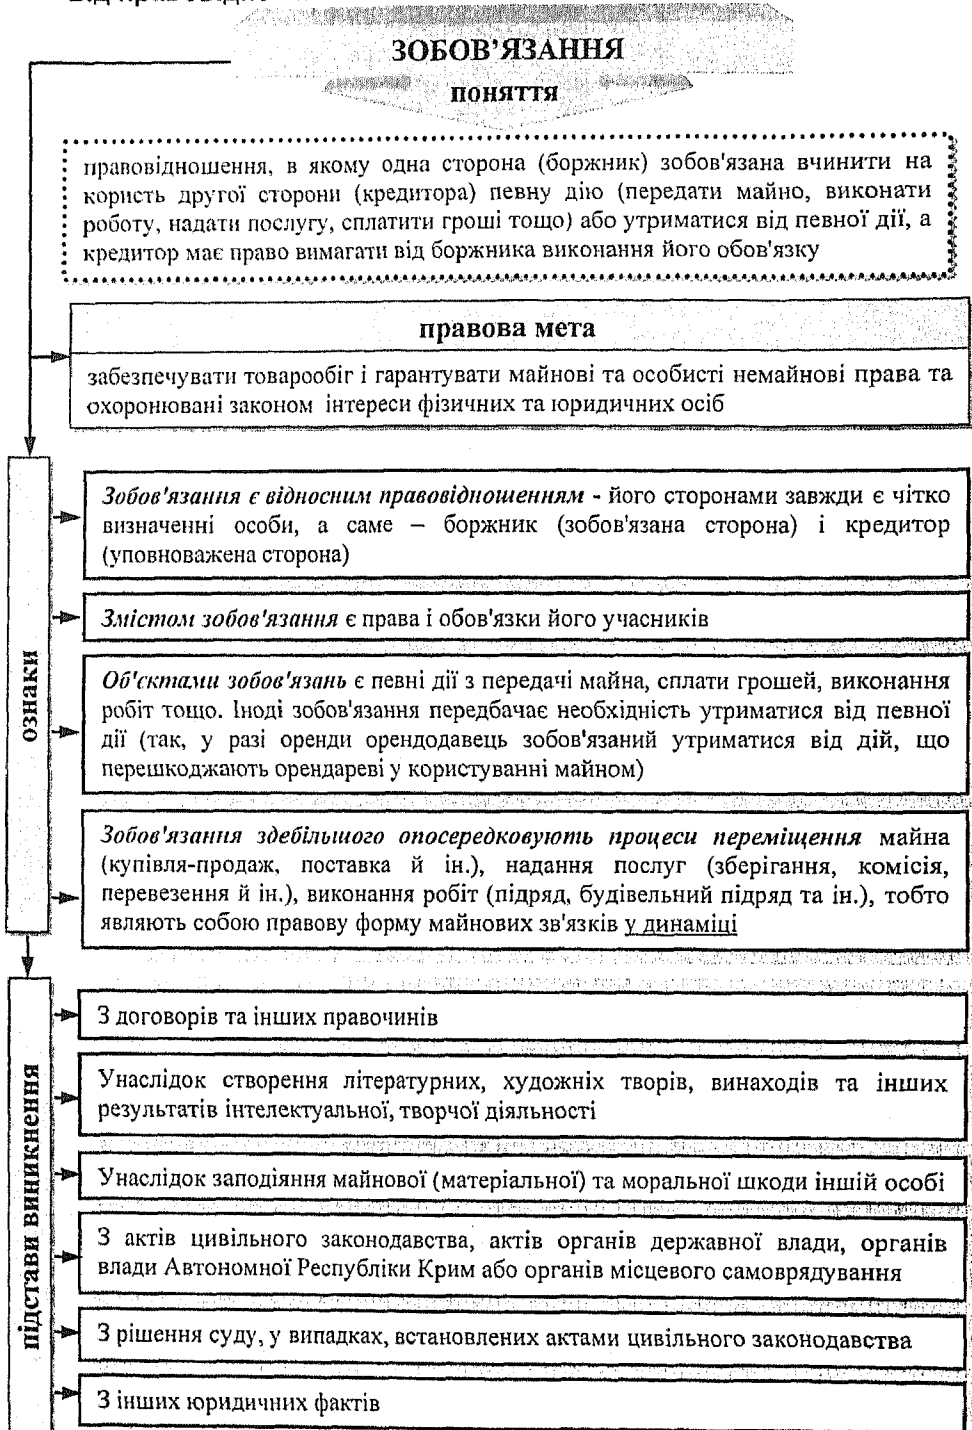 ЗОБОВ'ЯЗАННЯ
поняття
правовідношення, в якому одна сторона (боржник) зобов'язана вчинити на
користь другої сторони (кредитора) певну дію (передати майно, виконати
роботу, надати послугу, сплатити гроші тощо) або утриматися від певної дії, а
кредитор має право вимагати від боржника виконання його обов'язку
правова мета
забезпечувати товарообіг і гарантувати майнові та особисті немайнові права та
охоронювані законом інтереси фізичних та юридичних осіб
ознаки
Зобов'язання є відносним правовідношенням - його сторонами завжди є чітко
визначенні особи, а саме – боржник (зобов'язана сторона) і кредитор
(уповноважена сторона)
Змістом зобов'язання є права і обов'язки його учасників
Об'єктами зобов'язань є певні дії з передачі майна, сплати грошей, виконання
робіт тощо. Іноді зобов'язання передбачає необхідність утриматися від певної
дії (так, у разі оренди орендодавець зобов'язаний утриматися від дій, що
перешкоджають орендареві у користуванні майном)
Зобов'язання здебільшого опосередковують процеси переміщення майна
(купівля-продаж, поставка й ін.), надання послуг (зберігання, комісія,
перевезення й ін.), виконання робіт (підряд, будівельний підряд та ін.), тобто
являють собою правову форму майнових зв'язків у динаміці
підстави виникнення
З договорів та інших правочинів
Унаслідок створення літературних, художніх творів, винаходів та інших
результатів інтелектуальної, творчої діяльності
Унаслідок заподіяння майнової (матеріальної) та моральної шкоди іншій особі
З актів цивільного законодавства, актів органів державної влади, органів
влади Автономної Республіки Крим або органів місцевого самоврядування
З рішення суду, у випадках, встановлених актами цивільного законодавства
З інших юридичних фактів